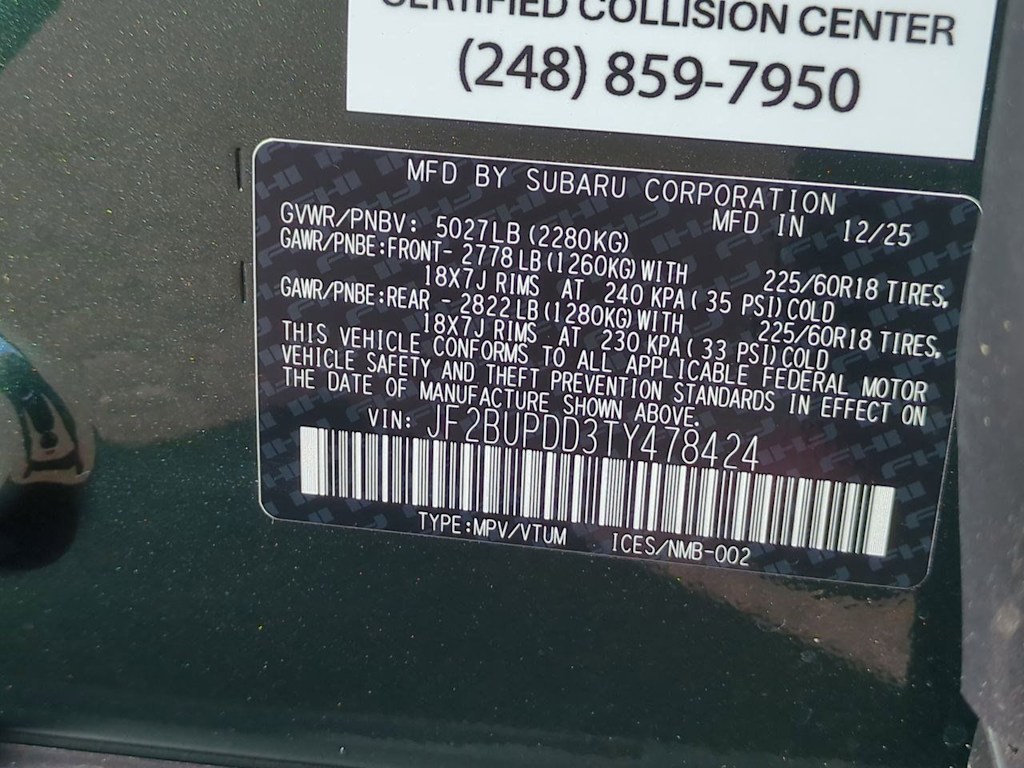 CERTIFIED COLLISION CENTER
(248) 859-7950
MFD BY SUBARU CORPORATION
GVWR/PNBV: 5027LB (2280KG) MFD IN 12/25
GAWR/PNBE:FRONT- 2778LB(1260KG)WITH 225/60R18 TIRES,
18X7J RIMS AT 240 KPA(35 PSI)COLD
GAWR/PNBE:REAR - 2822LB(1280KG)WITH 225/60R18 TIRES,
18X7J RIMS AT 230 KPA(33 PSI)COLD
THIS VEHICLE CONFORMS TO ALL APPLICABLE FEDERAL MOTOR
VEHICLE SAFETY AND THEFT PREVENTION STANDARDS IN EFFECT ON
THE DATE OF MANUFACTURE SHOWN ABOVE.
VIN: JF2BUPDD3TY478424
TYPE:MPV/VTUM ICES/NMB-002